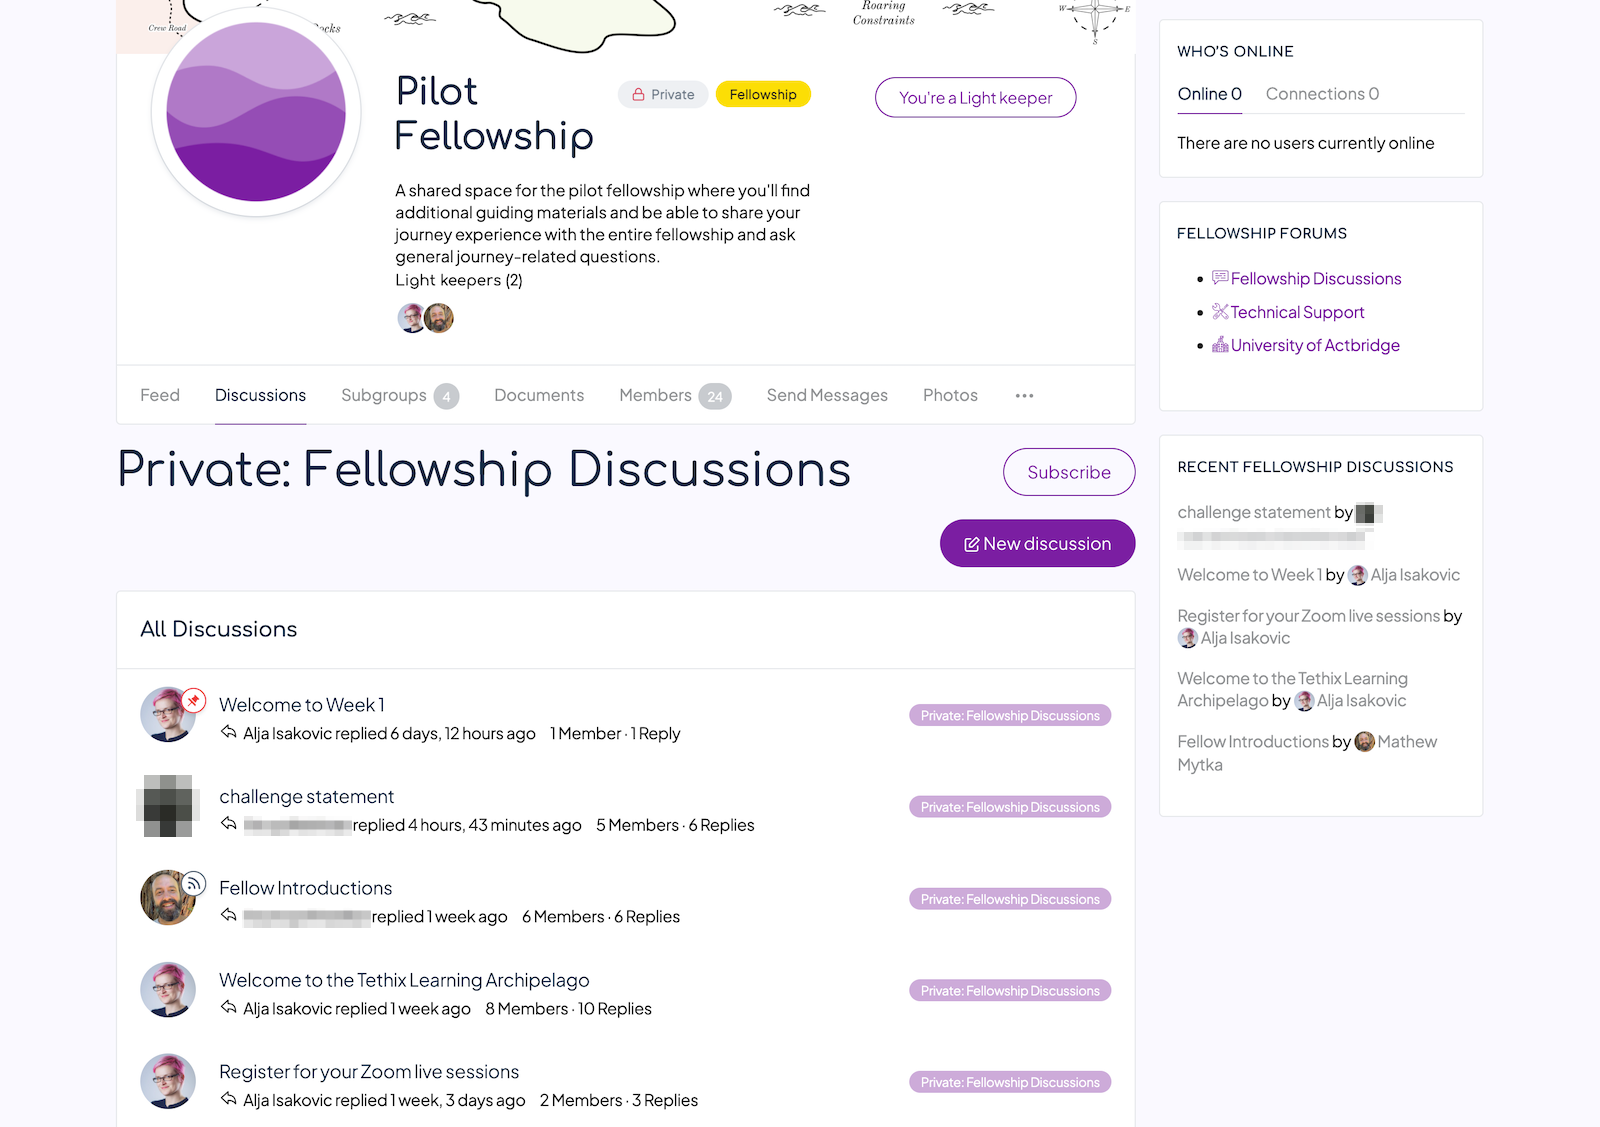 Crew Road
Roaring
Constraints
W
E
S
Pilot
Fellowship
Private
Fellowship
You're a Light keeper
A shared space for the pilot fellowship where you'll find
additional guiding materials and be able to share your
journey experience with the entire fellowship and ask
general journey-related questions.
Light keepers (2)
Feed
Discussions
Subgroups 4
Documents
Members 24
Send Messages
Photos
Private: Fellowship Discussions
Subscribe
New discussion
All Discussions
Welcome to Week 1
Alja Isakovic replied 6 days, 12 hours ago 1 Member · 1 Reply
Private: Fellowship Discussions
challenge statement
replied 4 hours, 43 minutes ago 5 Members · 6 Replies
Private: Fellowship Discussions
Fellow Introductions
replied 1 week ago 6 Members · 6 Replies
Private: Fellowship Discussions
Welcome to the Tethix Learning Archipelago
Alja Isakovic replied 1 week ago 8 Members · 10 Replies
Private: Fellowship Discussions
Register for your Zoom live sessions
Alja Isakovic replied 1 week, 3 days ago 2 Members · 3 Replies
Private: Fellowship Discussions
WHO'S ONLINE
Online 0 Connections 0
There are no users currently online
FELLOWSHIP FORUMS
Fellowship Discussions
Technical Support
University of Actbridge
RECENT FELLOWSHIP DISCUSSIONS
challenge statement by
Welcome to Week 1 by Alja Isakovic
Register for your Zoom live sessions by
Alja Isakovic
Welcome to the Tethix Learning
Archipelago by Alja Isakovic
Fellow Introductions by Mathew
Mytka